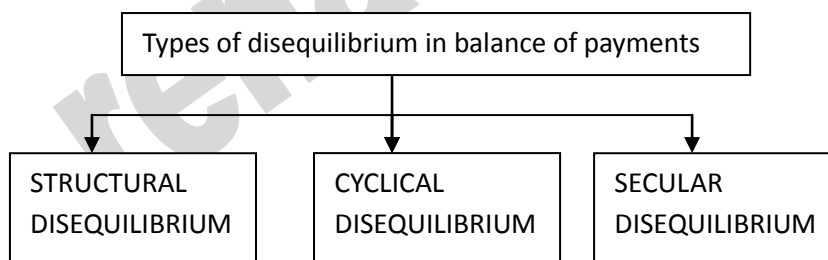 Types of disequilibrium in balance of payments
STRUCTURAL
DISEQUILIBRIUM
CYCLICAL
DISEQUILIBRIUM
SECULAR
DISEQUILIBRIUM